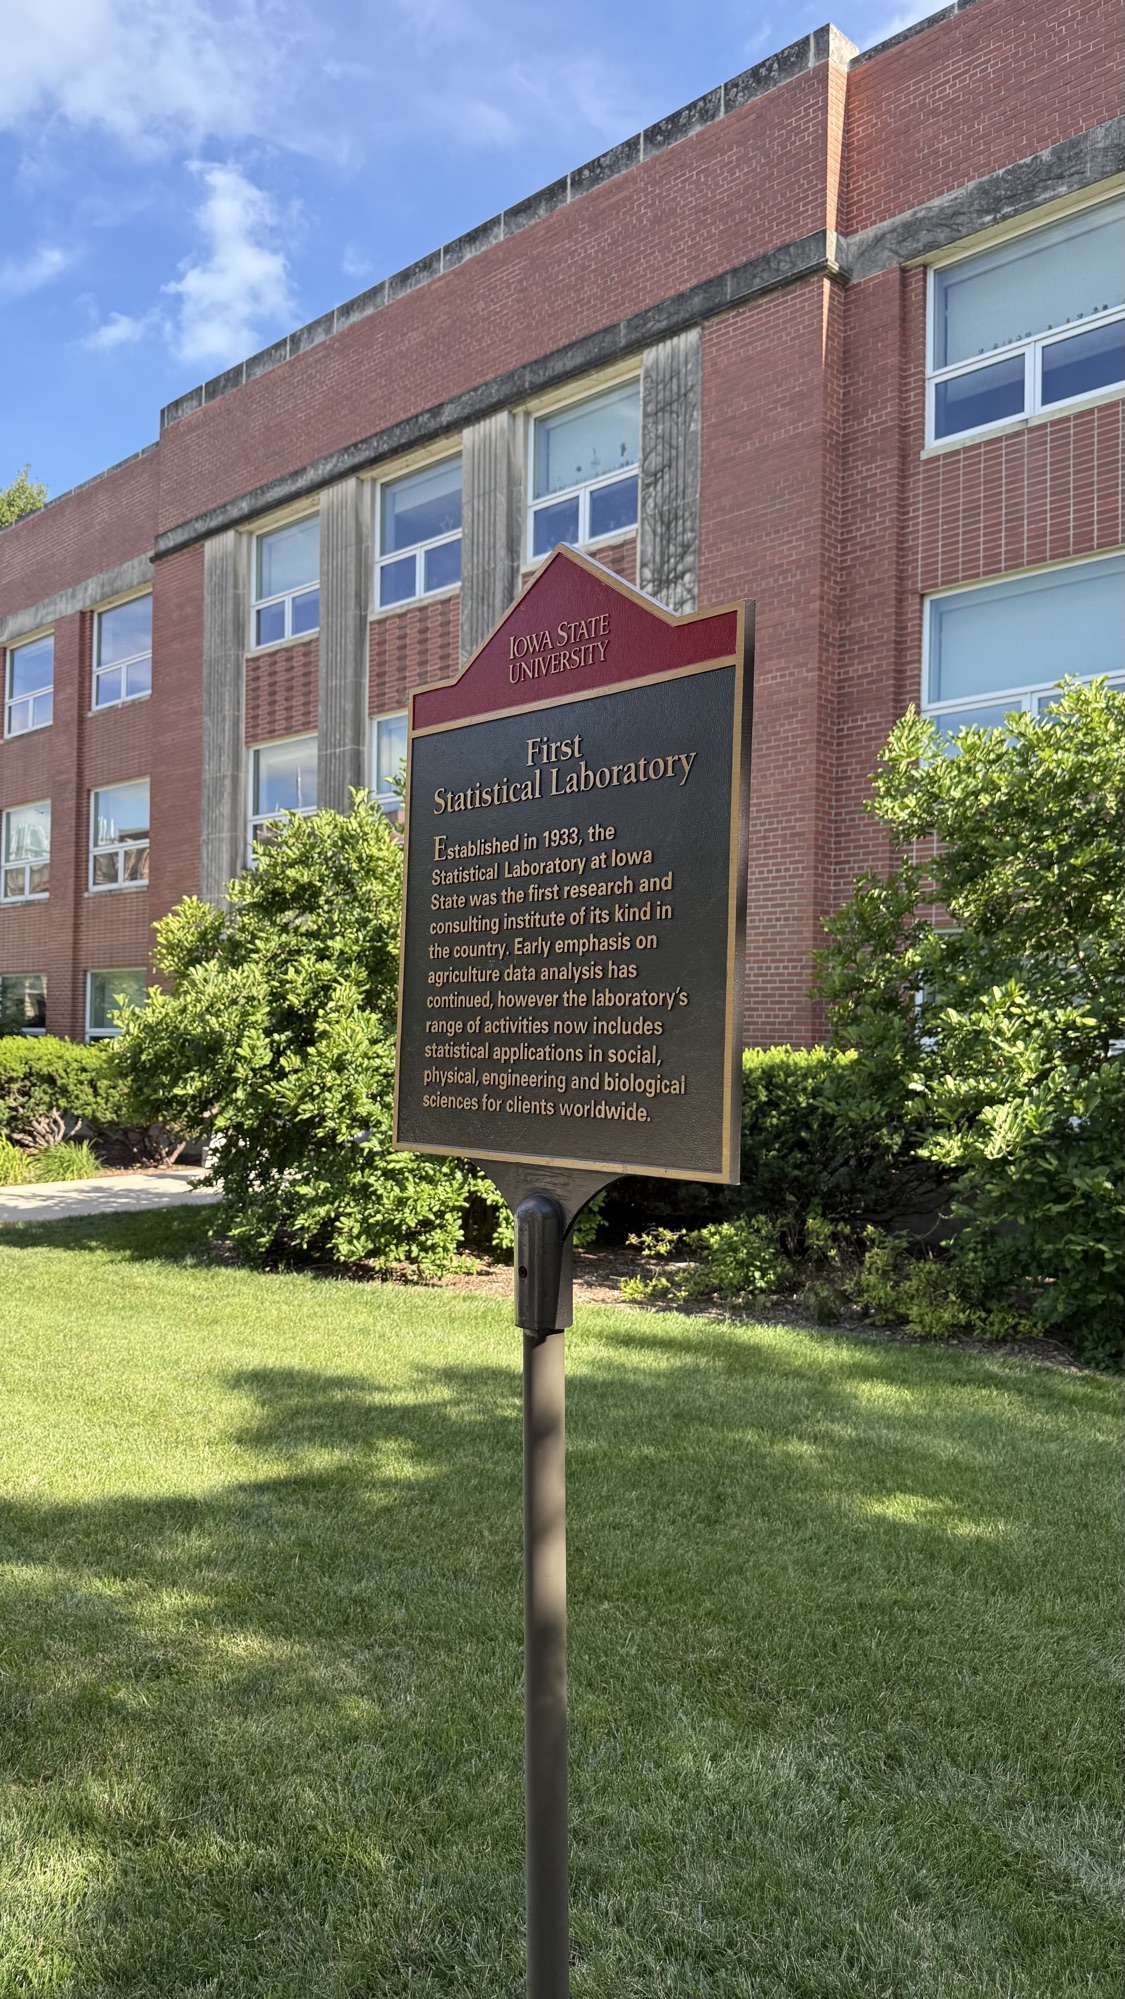 IOWA STATE
UNIVERSITY
First
Statistical Laboratory
Established in 1933, the
Statistical Laboratory at Iowa
State was the first research and
consulting institute of its kind in
the country. Early emphasis on
agriculture data analysis has
continued, however the laboratory's
range of activities now includes
statistical applications in social,
physical, engineering and biological
sciences for clients worldwide.